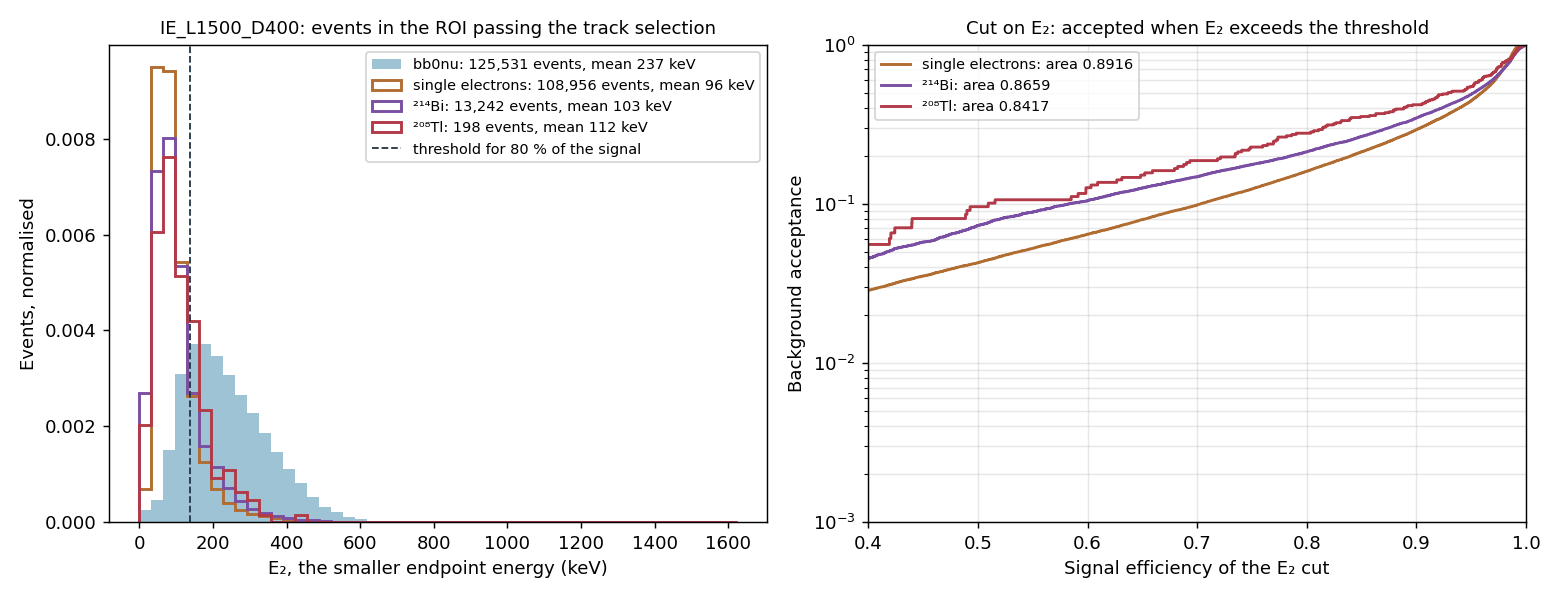 IE_L1500_D400: events in the ROI passing the track selection
bb0nu: 125,531 events, mean 237 keV
single electrons: 108,956 events, mean 96 keV
²¹⁴Bi: 13,242 events, mean 103 keV
²⁰⁸Tl: 198 events, mean 112 keV
threshold for 80 % of the signal
Events, normalised
0.008
0.006
0.004
0.002
0.000
0 200 400 600 800 1000 1200 1400 1600
E₂, the smaller endpoint energy (keV)
Cut on E₂: accepted when E₂ exceeds the threshold
single electrons: area 0.8916
²¹⁴Bi: area 0.8659
²⁰⁸Tl: area 0.8417
Background acceptance
10⁰
10⁻¹
10⁻²
10⁻³
0.4 0.5 0.6 0.7 0.8 0.9 1.0
Signal efficiency of the E₂ cut